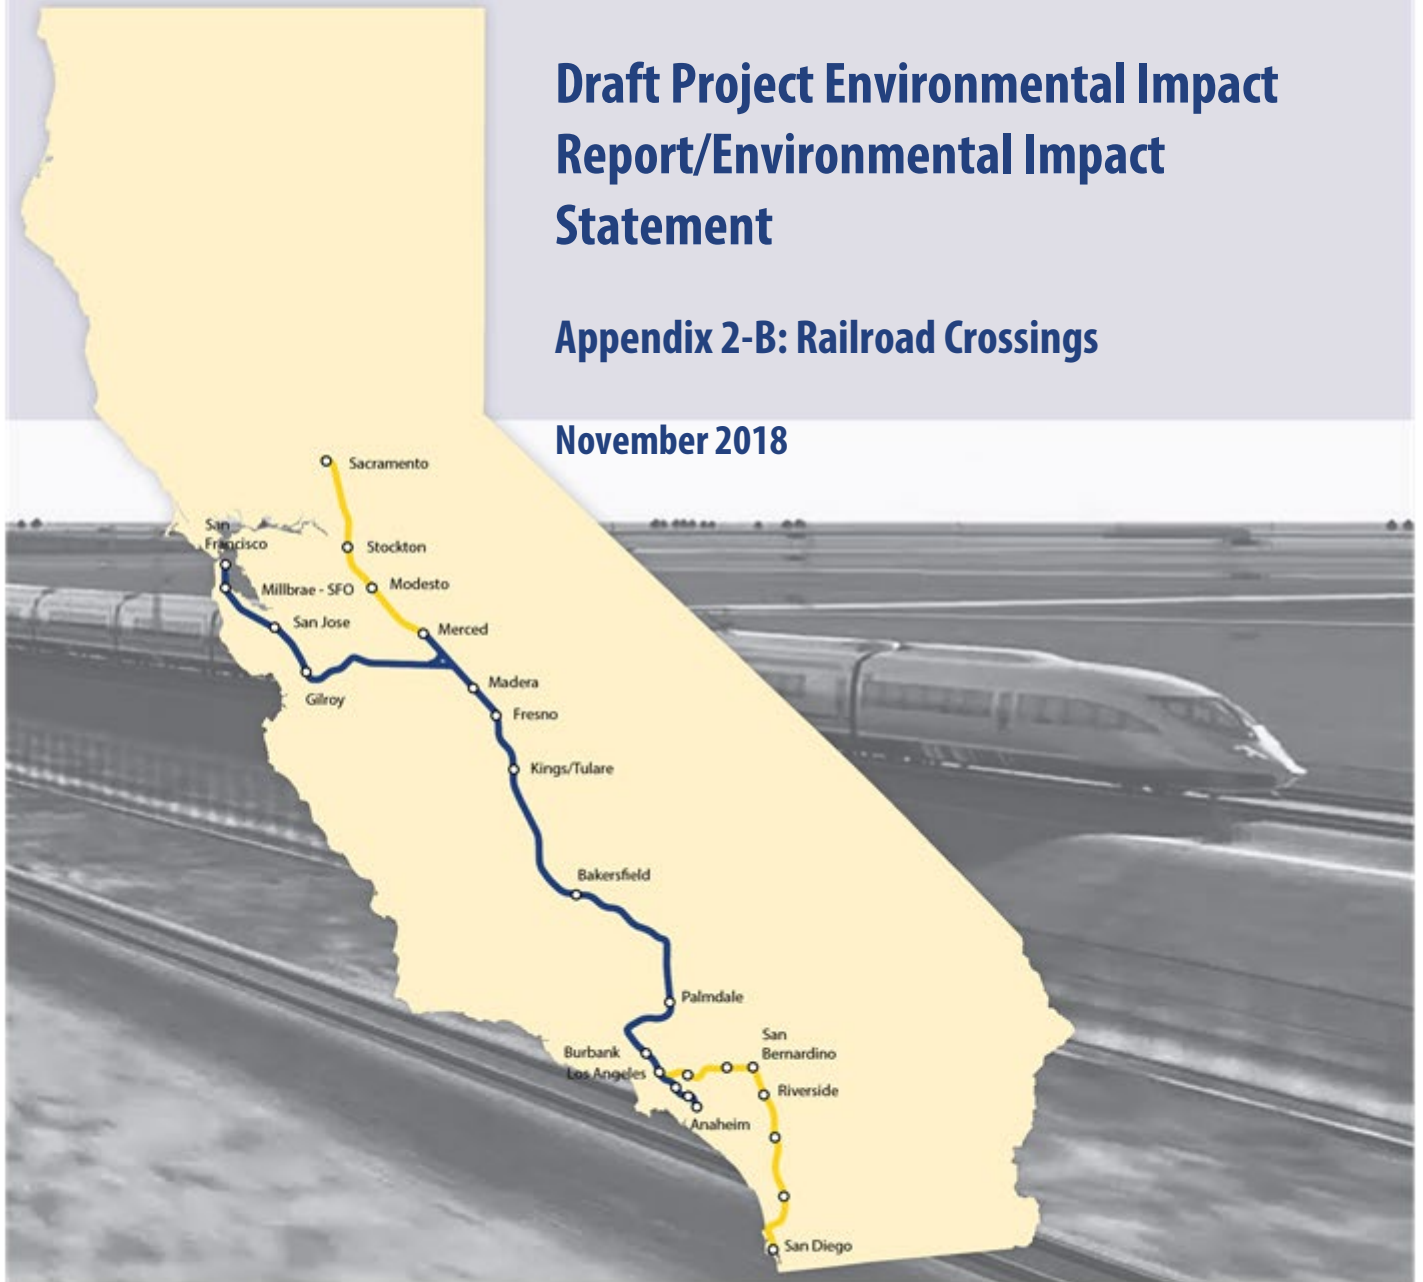 Draft Project Environmental Impact
Report/Environmental Impact
Statement
Appendix 2-B: Railroad Crossings
November 2018
Sacramento
San
Francisco
Stockton
Millbrae - SFO
Modesto
San Jose
Merced
Gilroy
Madera
Fresno
Kings/Tulare
Bakersfield
Palmdale
San
Bernardino
Burbank
Los Angeles
Riverside
Anaheim
San Diego